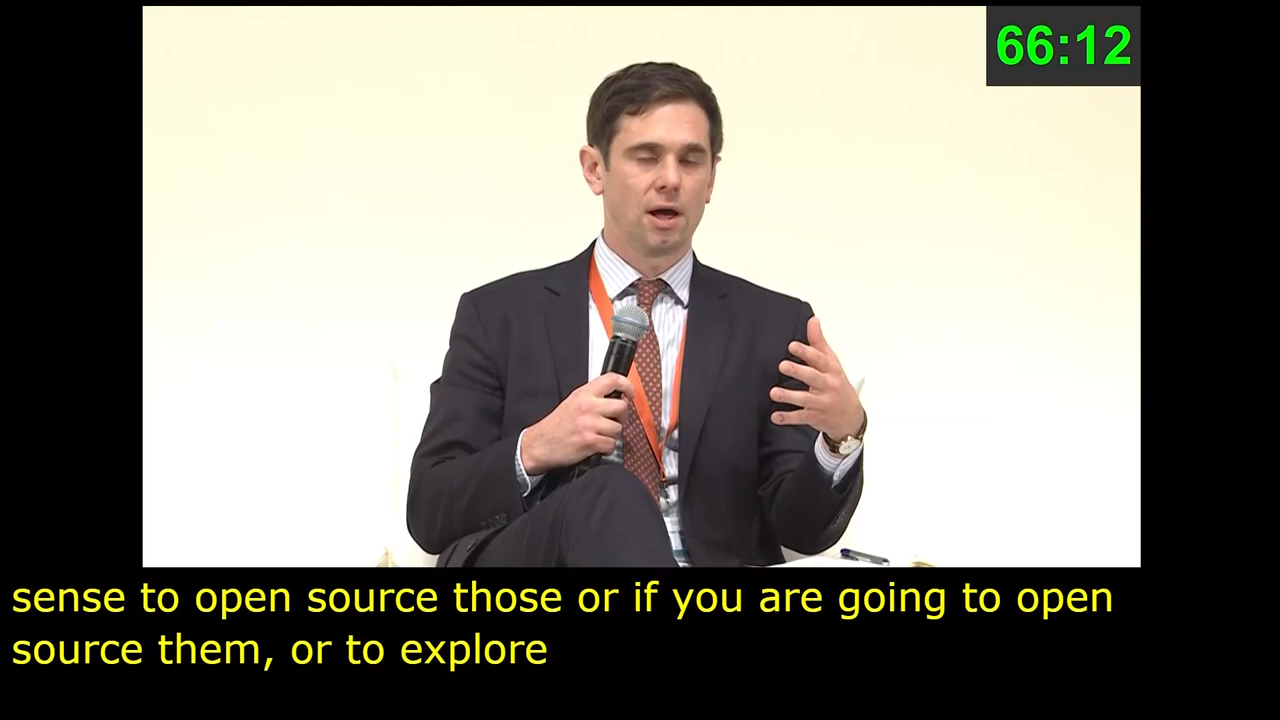 66:12
sense to open source those or if you are going to open
source them, or to explore